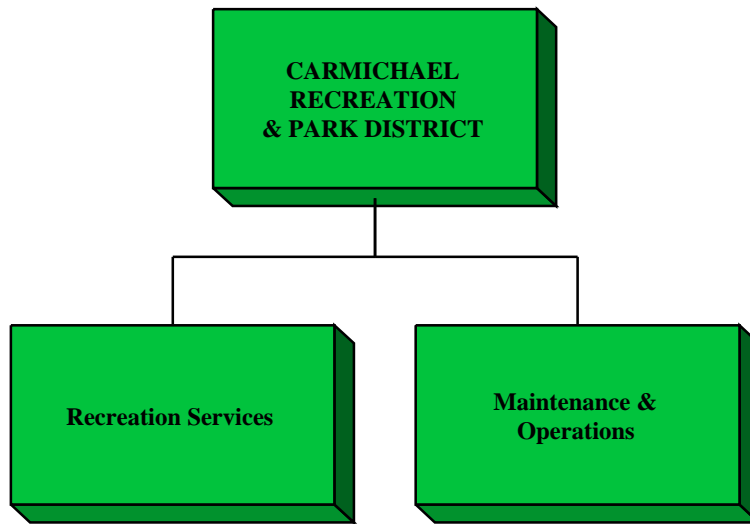 CARMICHAEL
RECREATION
& PARK DISTRICT
Recreation Services
Maintenance &
Operations